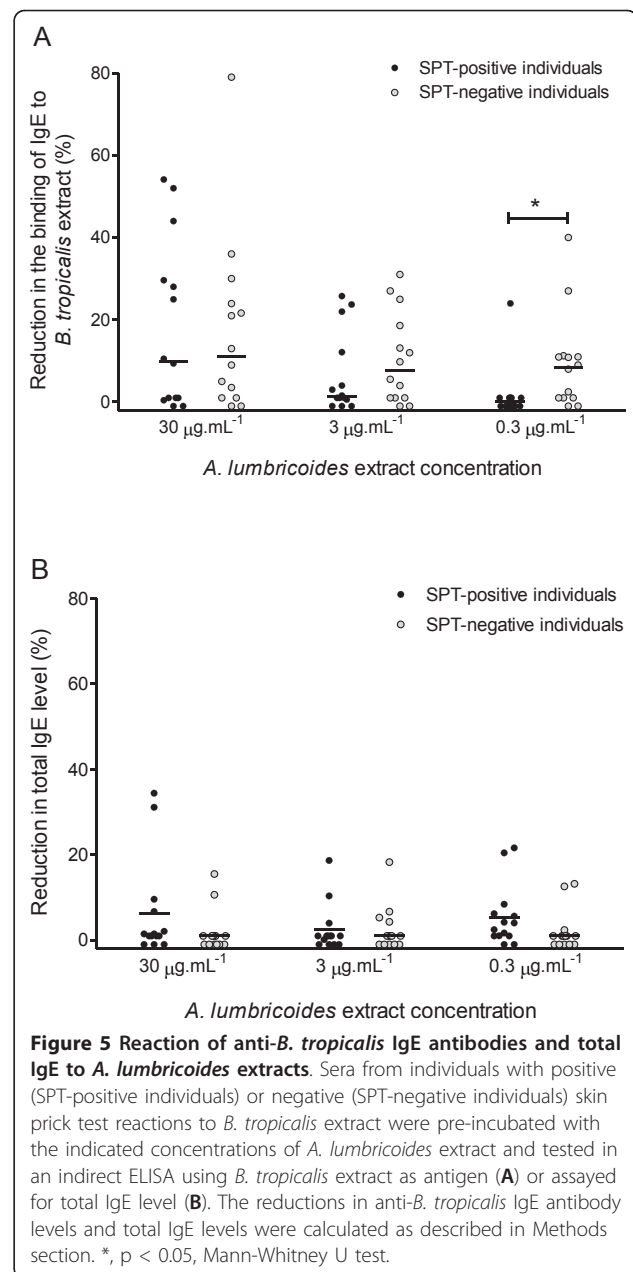 A
80
60
40
20
0
Reduction in the binding of IgE to
B. tropicalis extract (%)
SPT-positive individuals
SPT-negative individuals
*
30 µg.mL⁻¹
3 µg.mL⁻¹
0.3 µg.mL⁻¹
A. lumbricoides extract concentration
B
80
60
40
20
0
Reduction in total IgE level (%)
SPT-positive individuals
SPT-negative individuals
30 µg.mL⁻¹
3 µg.mL⁻¹
0.3 µg.mL⁻¹
A. lumbricoides extract concentration
Figure 5 Reaction of anti-B. tropicalis IgE antibodies and total
IgE to A. lumbricoides extracts. Sera from individuals with positive
(SPT-positive individuals) or negative (SPT-negative individuals) skin
prick test reactions to B. tropicalis extract were pre-incubated with
the indicated concentrations of A. lumbricoides extract and tested in
an indirect ELISA using B. tropicalis extract as antigen (A) or assayed
for total IgE level (B). The reductions in anti-B. tropicalis IgE antibody
levels and total IgE levels were calculated as described in Methods
section. *, p < 0.05, Mann-Whitney U test.